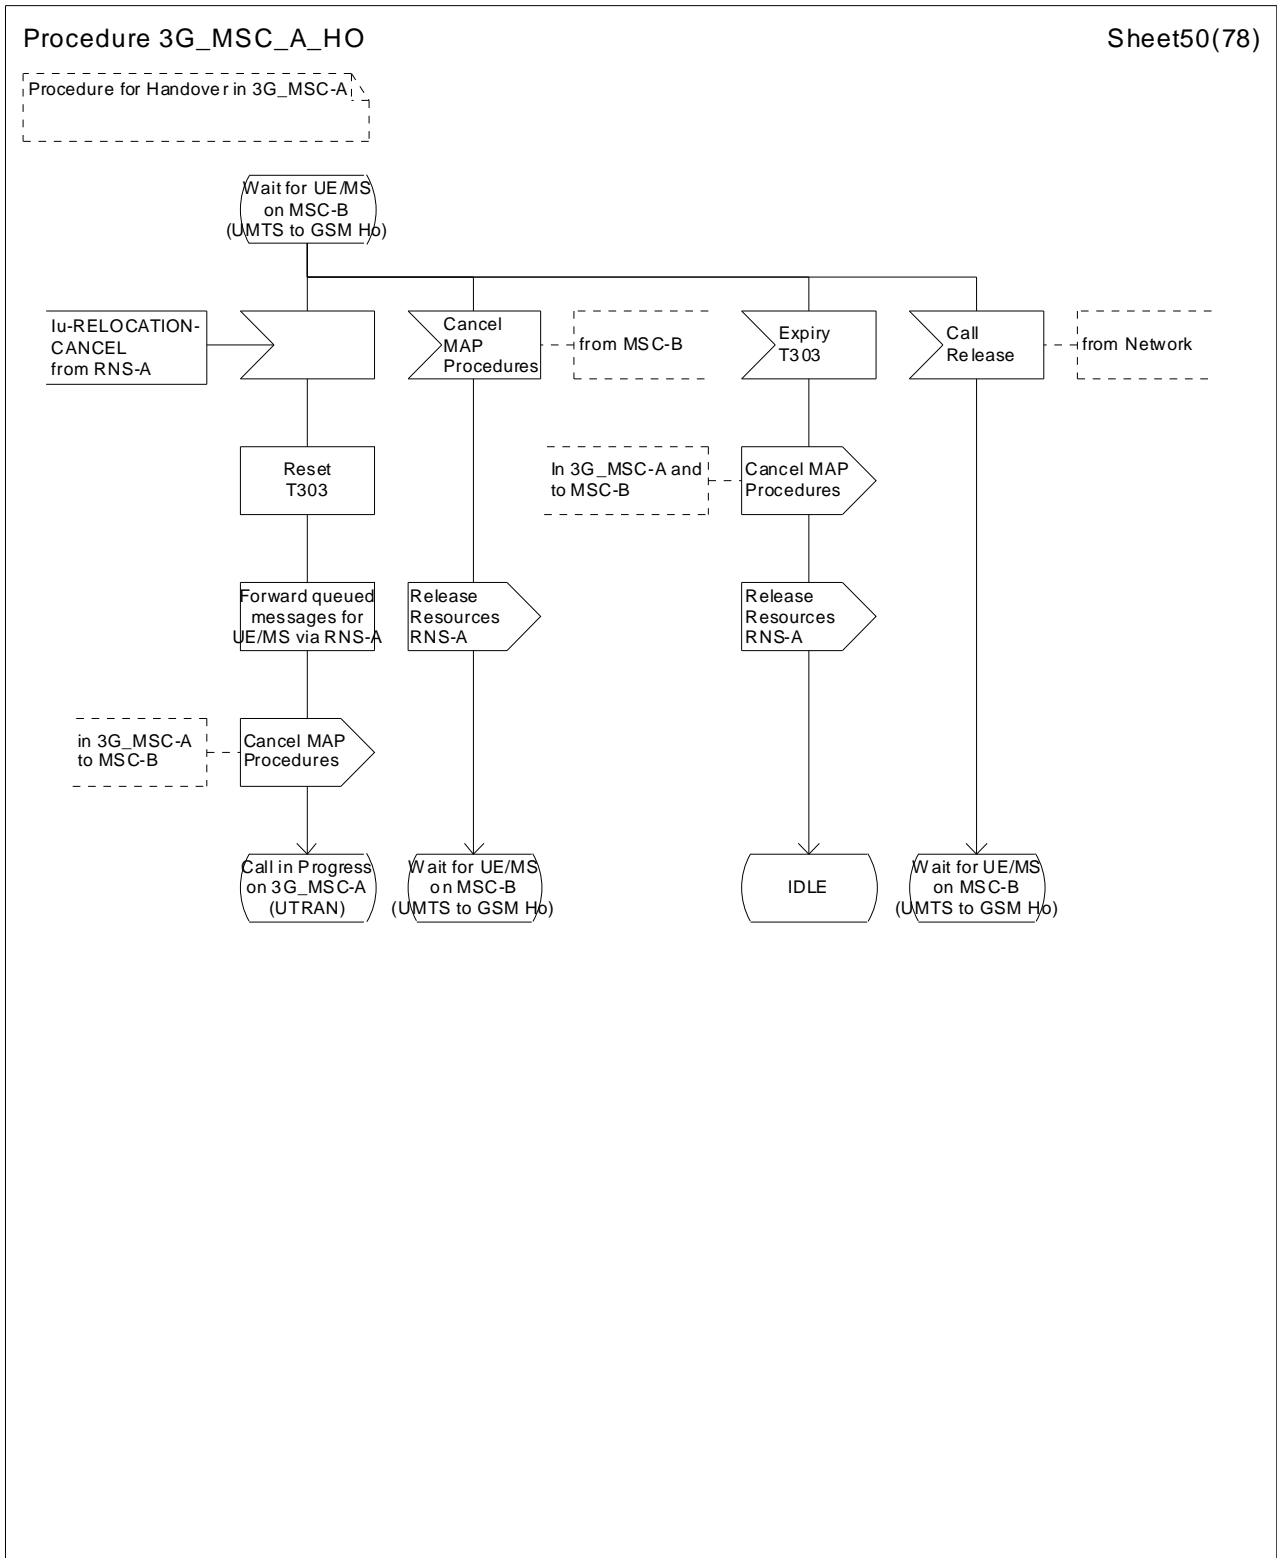 Procedure 3G_MSC_A_HO
Sheet50(78)
Procedure for Handover in 3G_MSC-A
Wait for UE/MS
on MSC-B
(UMTS to GSM Ho)
Iu-RELOCATION-
CANCEL
from RNS-A
Cancel
MAP
Procedures
from MSC-B
Expiry
T303
Call
Release
from Network
Reset
T303
In 3G_MSC-A and
to MSC-B
Cancel MAP
Procedures
Forward queued
messages for
UE/MS via RNS-A
Release
Resources
RNS-A
Release
Resources
RNS-A
in 3G_MSC-A
to MSC-B
Cancel MAP
Procedures
Call in Progress
on 3G_MSC-A
(UTRAN)
Wait for UE/MS
on MSC-B
(UMTS to GSM Ho)
IDLE
Wait for UE/MS
on MSC-B
(UMTS to GSM Ho)